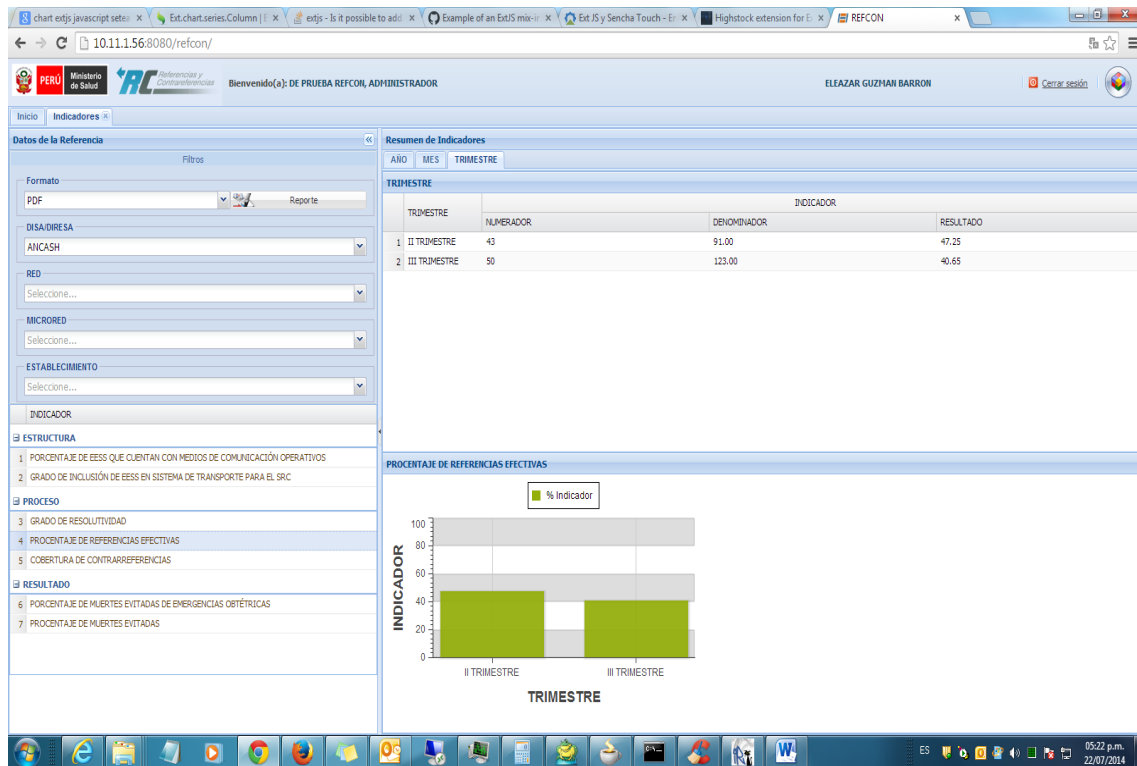 chart extjs javascript setea
Ext.chart.series.Column | E
extjs - Is it possible to add
Example of an ExtJS mix-in
Ext JS y Sencha Touch - Er
Highstock extension for E
REFCON
10.11.1.56:8080/refcon/
PERÚ Ministerio de Salud
RC Referencias y Contrareferencias
Bienvenido(a): DE PRUEBA REFCON, ADMINISTRADOR
ELEAZAR GUZMAN BARRON
Cerrar sesión
Inicio Indicadores
Datos de la Referencia
Filtros
Formato
PDF Reporte
DISA/DIRESA
ANCASH
RED
Seleccione...
MICRORED
Seleccione...
ESTABLECIMIENTO
Seleccione...
INDICADOR
ESTRUCTURA
1 PORCENTAJE DE EESS QUE CUENTAN CON MEDIOS DE COMUNICACIÓN OPERATIVOS
2 GRADO DE INCLUSIÓN DE EESS EN SISTEMA DE TRANSPORTE PARA EL SRC
PROCESO
3 GRADO DE RESOLUTIVIDAD
4 PROCENTAJE DE REFERENCIAS EFECTIVAS
5 COBERTURA DE CONTRARREFERENCIAS
RESULTADO
6 PORCENTAJE DE MUERTES EVITADAS DE EMERGENCIAS OBTÉTRICAS
7 PROCENTAJE DE MUERTES EVITADAS
Resumen de Indicadores
AÑO MES TRIMESTRE
TRIMESTRE
TRIMESTRE INDICADOR
NUMERADOR DENOMINADOR RESULTADO
1 II TRIMESTRE 43 91.00 47.25
2 III TRIMESTRE 50 123.00 40.65
PROCENTAJE DE REFERENCIAS EFECTIVAS
% Indicador
INDICADOR
100
80
60
40
20
0
II TRIMESTRE III TRIMESTRE
TRIMESTRE
ES
05:22 p.m.
22/07/2014